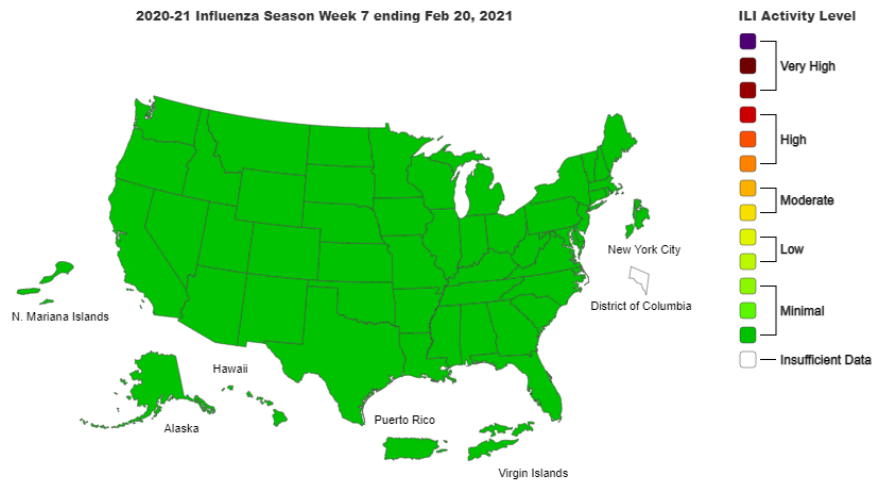 2020-21 Influenza Season Week 7 ending Feb 20, 2021
ILI Activity Level
Very High
High
Moderate
Low
Minimal
Insufficient Data
New York City
District of Columbia
N. Mariana Islands
Hawaii
Alaska
Puerto Rico
Virgin Islands